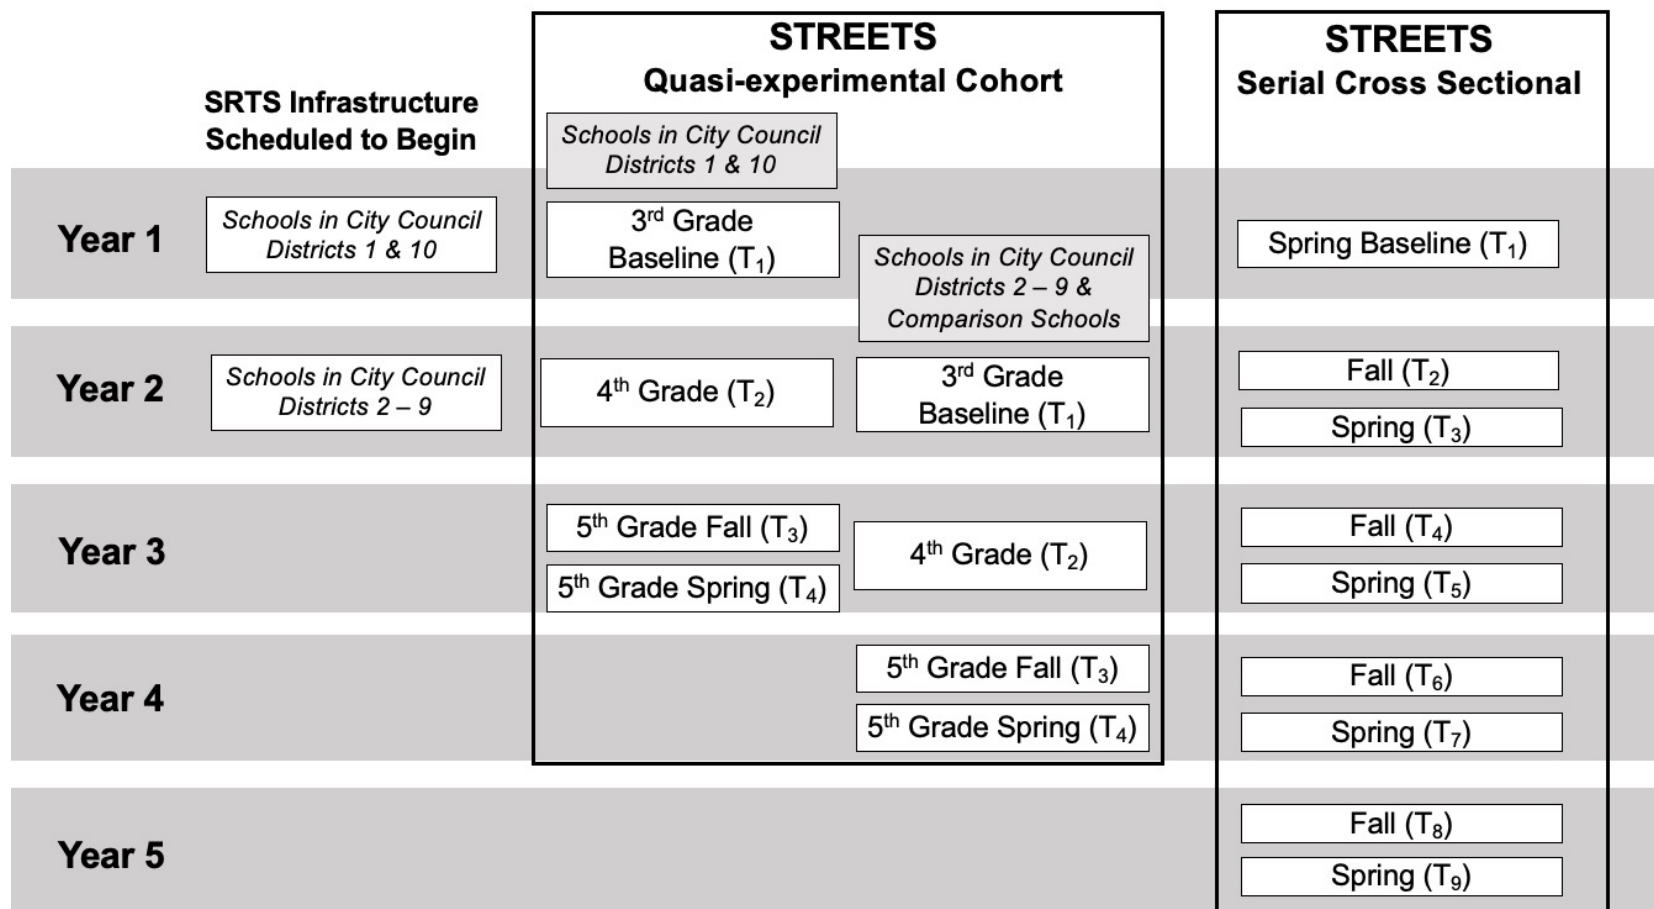 SRTS Infrastructure
Scheduled to Begin
STREETS
Quasi-experimental Cohort
STREETS
Serial Cross Sectional
Schools in City Council
Districts 1 & 10
Year 1
Schools in City Council
Districts 1 & 10
3rd Grade
Baseline (T1)
Schools in City Council
Districts 2 – 9 &
Comparison Schools
Spring Baseline (T1)
Year 2
Schools in City Council
Districts 2 – 9
4th Grade (T2)
3rd Grade
Baseline (T1)
Fall (T2)
Spring (T3)
Year 3
5th Grade Fall (T3)
5th Grade Spring (T4)
4th Grade (T2)
Fall (T4)
Spring (T5)
Year 4
5th Grade Fall (T3)
5th Grade Spring (T4)
Fall (T6)
Spring (T7)
Year 5
Fall (T8)
Spring (T9)